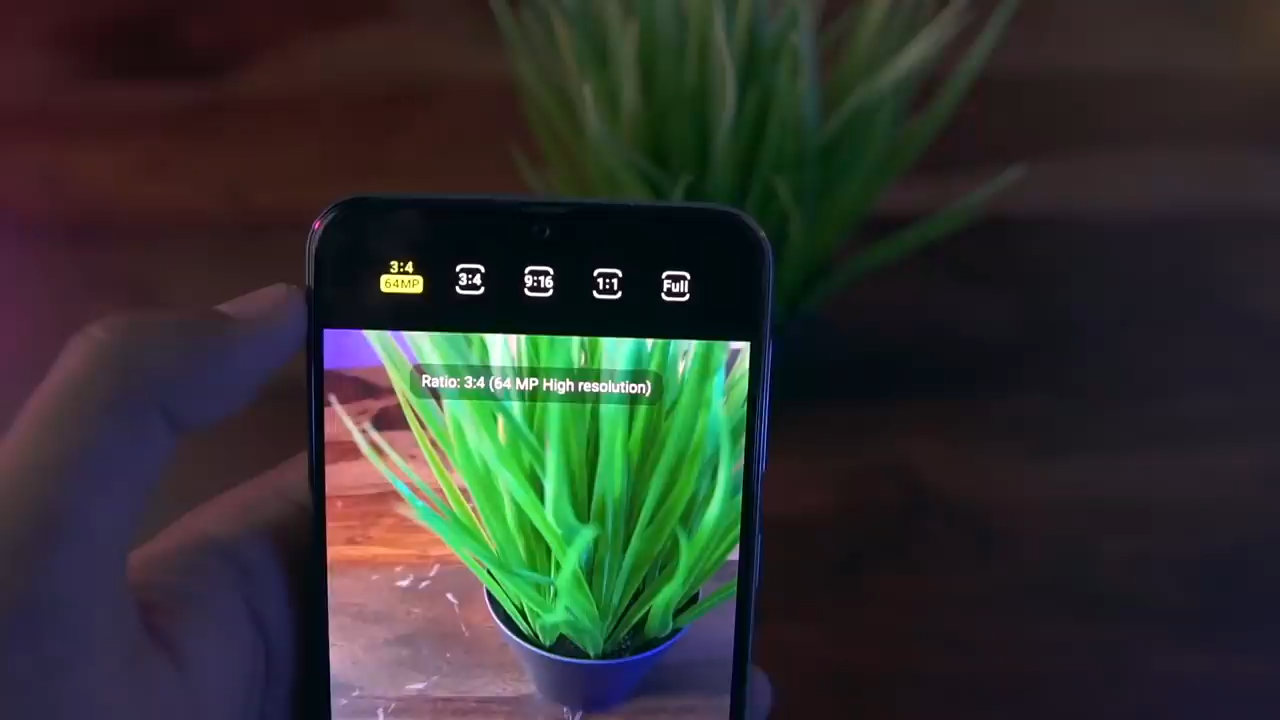 3:4
64MP
3:4
9:16
1:1
Full
Ratio: 3:4 (64 MP High resolution)